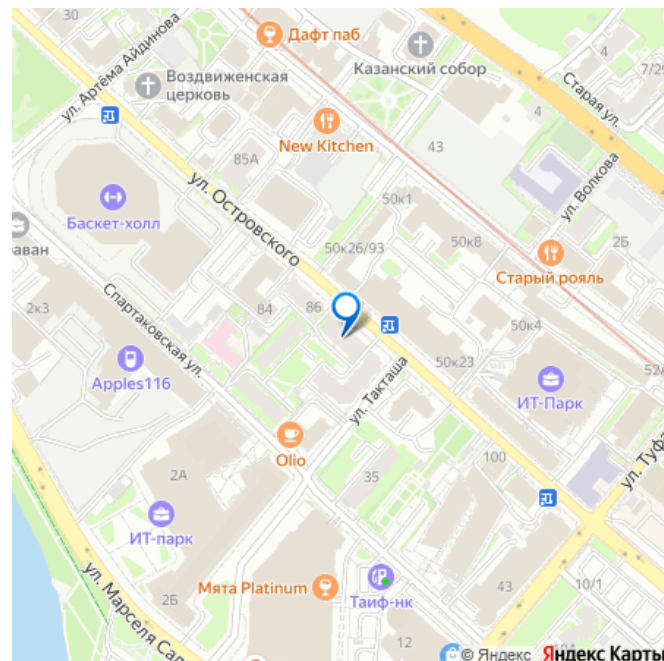 30
Дафт паб
Казанский собор
4
7/29
ул. Артёма Айдинова
Воздвиженская
церковь
Старая ул.
New Kitchen
4
43
85А
ул. Островского
50к1
ул. Волкова
Баскет-холл
аван
50к26/93
50к8
2Б
Старый рояль
Спартаковская ул.
2к3
84
86
50к4
Apples116
50к23
52/
ИТ-Парк
ул. Такташа
Olio
2А
35
100
ул. Туфа
ИТ-парк
ул. Марселя Сал
2Б
Мята Platinum
Таиф-нк
43
10/1
12
© Яндекс Яндекс Карты